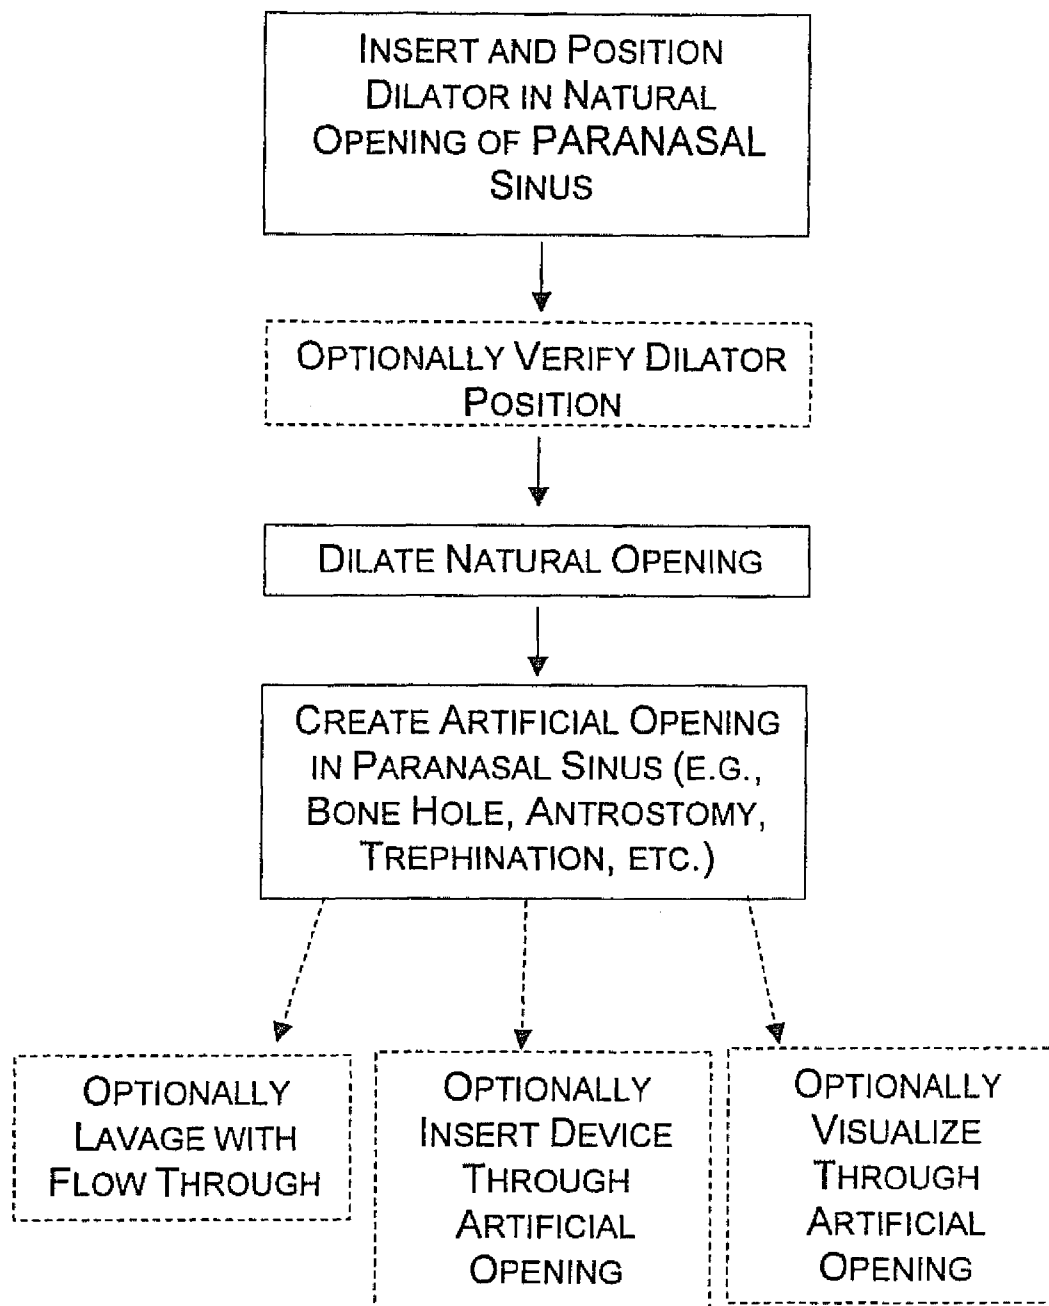 INSERT AND POSITION
DILATOR IN NATURAL
OPENING OF PARANASAL
SINUS
OPTIONALLY VERIFY DILATOR
POSITION
DILATE NATURAL OPENING
CREATE ARTIFICIAL OPENING
IN PARANASAL SINUS (E.G.,
BONE HOLE, ANTROSTOMY,
TREPHINATION, ETC.)
OPTIONALLY
LAVAGE WITH
FLOW THROUGH
OPTIONALLY
INSERT DEVICE
THROUGH
ARTIFICIAL
OPENING
OPTIONALLY
VISUALIZE
THROUGH
ARTIFICIAL
OPENING